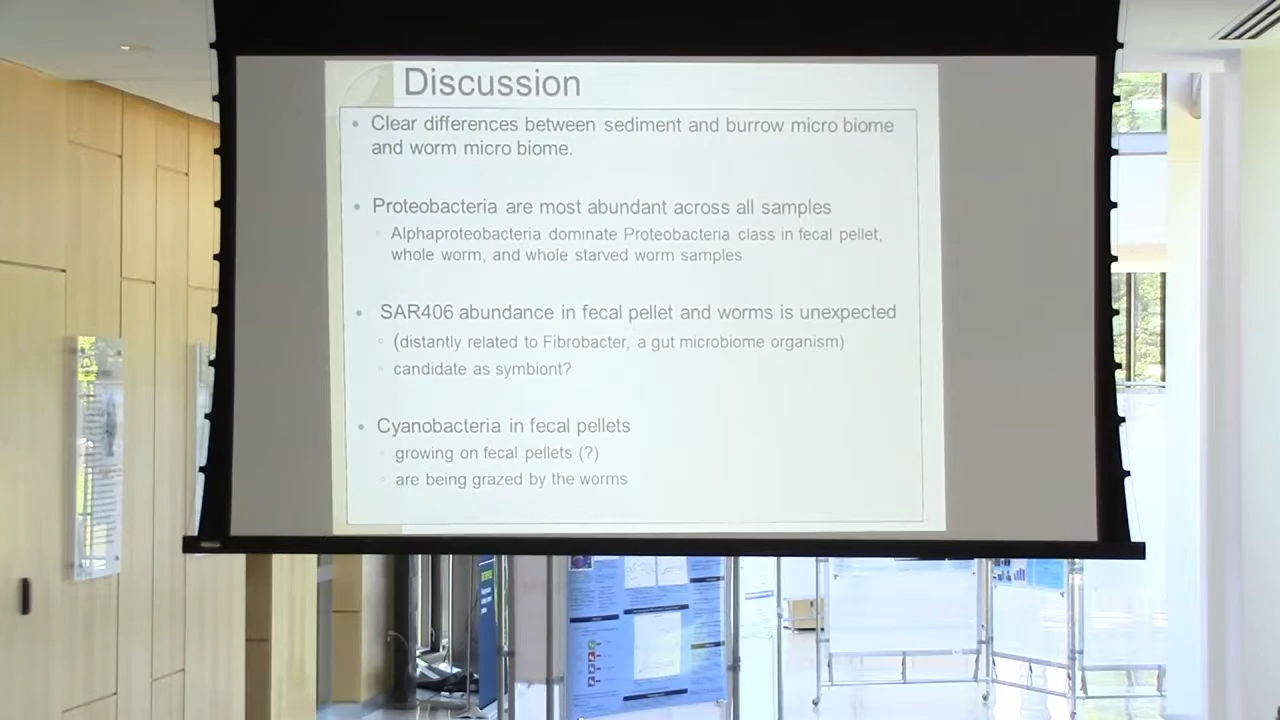 Discussion
• Clear differences between sediment and burrow micro biome
and worm micro biome.
• Proteobacteria are most abundant across all samples
◦ Alphaproteobacteria dominate Proteobacteria class in fecal pellet,
whole worm, and whole starved worm samples
• SAR406 abundance in fecal pellet and worms is unexpected
◦ (distantly related to Fibrobacter, a gut microbiome organism)
◦ candidate as symbiont?
• Cyanobacteria in fecal pellets
◦ growing on fecal pellets (?)
◦ are being grazed by the worms